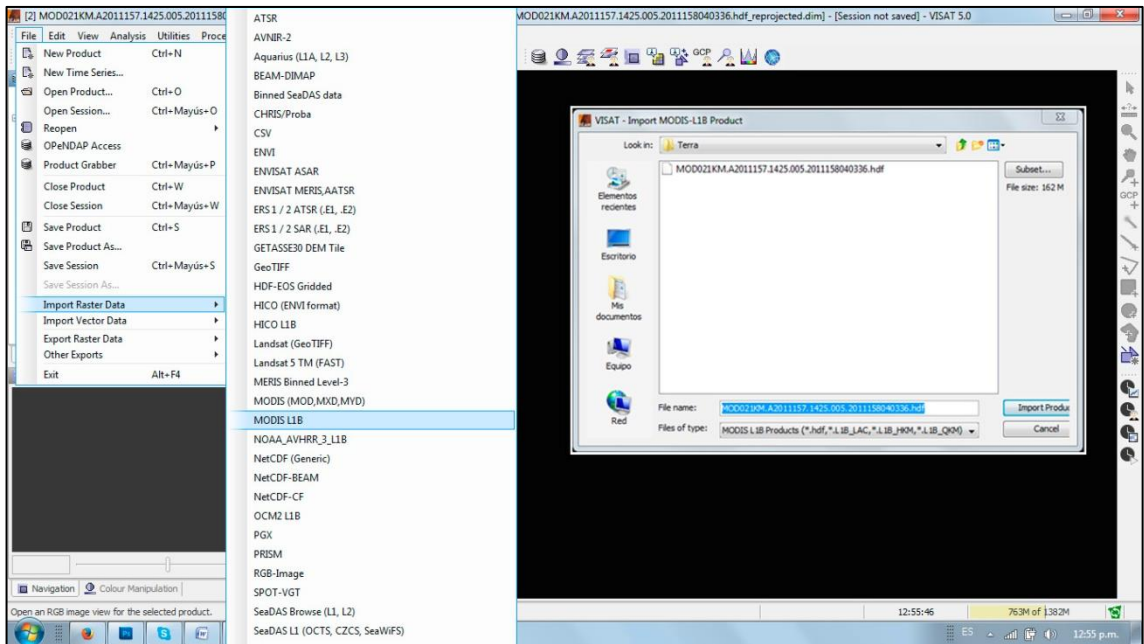 [2] MOD021KM.A2011157.1425.005.20111580
MOD021KM.A2011157.1425.005.2011158040336.hdf_reprojected.dim] - [Session not saved] - VISAT 5.0
File Edit View Analysis Utilities Proce
New Product Ctrl+N
New Time Series...
Open Product... Ctrl+O
Open Session... Ctrl+Mayús+O
Reopen
OPeNDAP Access
Product Grabber Ctrl+Mayús+P
Close Product Ctrl+W
Close Session Ctrl+Mayús+W
Save Product Ctrl+S
Save Product As...
Save Session Ctrl+Mayús+S
Save Session As...
Import Raster Data
Import Vector Data
Export Raster Data
Other Exports
Exit Alt+F4
ATSR
AVNIR-2
Aquarius (L1A, L2, L3)
BEAM-DIMAP
Binned SeaDAS data
CHRIS/Proba
CSV
ENVI
ENVISAT ASAR
ENVISAT MERIS,AATSR
ERS 1 / 2 ATSR (.E1, .E2)
ERS 1 / 2 SAR (.E1, .E2)
GETASSE30 DEM Tile
GeoTIFF
HDF-EOS Gridded
HICO (ENVI format)
HICO L1B
Landsat (GeoTIFF)
Landsat 5 TM (FAST)
MERIS Binned Level-3
MODIS (MOD,MXD,MYD)
MODIS L1B
NOAA_AVHRR_3_L1B
NetCDF (Generic)
NetCDF-BEAM
NetCDF-CF
OCM2 L1B
PGX
PRISM
RGB-Image
SPOT-VGT
SeaDAS Browse (L1, L2)
SeaDAS L1 (OCTS, CZCS, SeaWiFS)
GCP
VISAT - Import MODIS-L1B Product
Look in: Terra
MOD021KM.A2011157.1425.005.2011158040336.hdf
Subset...
File size: 162 M
Elementos recientes
Escritorio
Mis documentos
Equipo
Red
File name: MOD021KM.A2011157.1425.005.2011158040336.hdf
Import Produ
Files of type: MODIS L1B Products (*.hdf,*.L1B_LAC,*.L1B_HKM,*.L1B_QKM)
Cancel
GCP
Navigation Colour Manipulation
Open an RGB image view for the selected product.
12:55:46 763M of 1382M
ES 12:55 p.m.